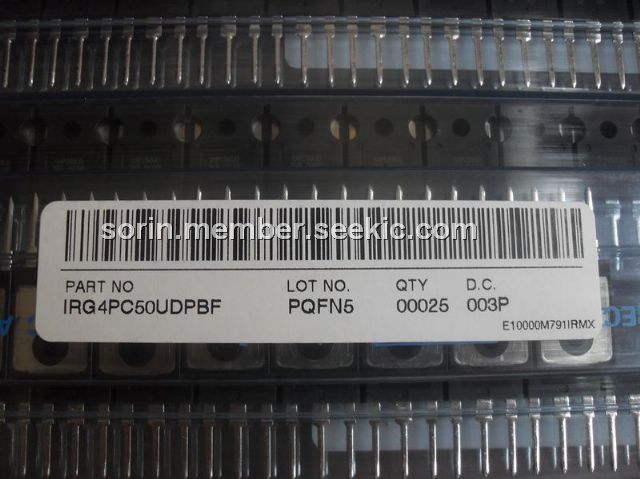 sorin.member.seekic.com
PART NO LOT NO. QTY D.C.
IRG4PC50UDPBF PQFN5 00025 003P
E10000M791IRMX